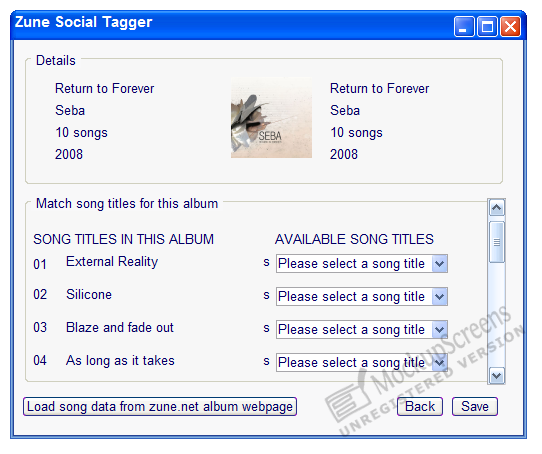 Zune Social Tagger
Details
Return to Forever
Seba
10 songs
2008
SEBA
Return to Forever
Seba
10 songs
2008
Match song titles for this album
SONG TITLES IN THIS ALBUM AVAILABLE SONG TITLES
01 External Reality s Please select a song title
02 Silicone s Please select a song title
03 Blaze and fade out s Please select a song title
04 As long as it takes s Please select a song title
MockupScreens
UNREGISTERED VERSION
Load song data from zune.net album webpage Back Save